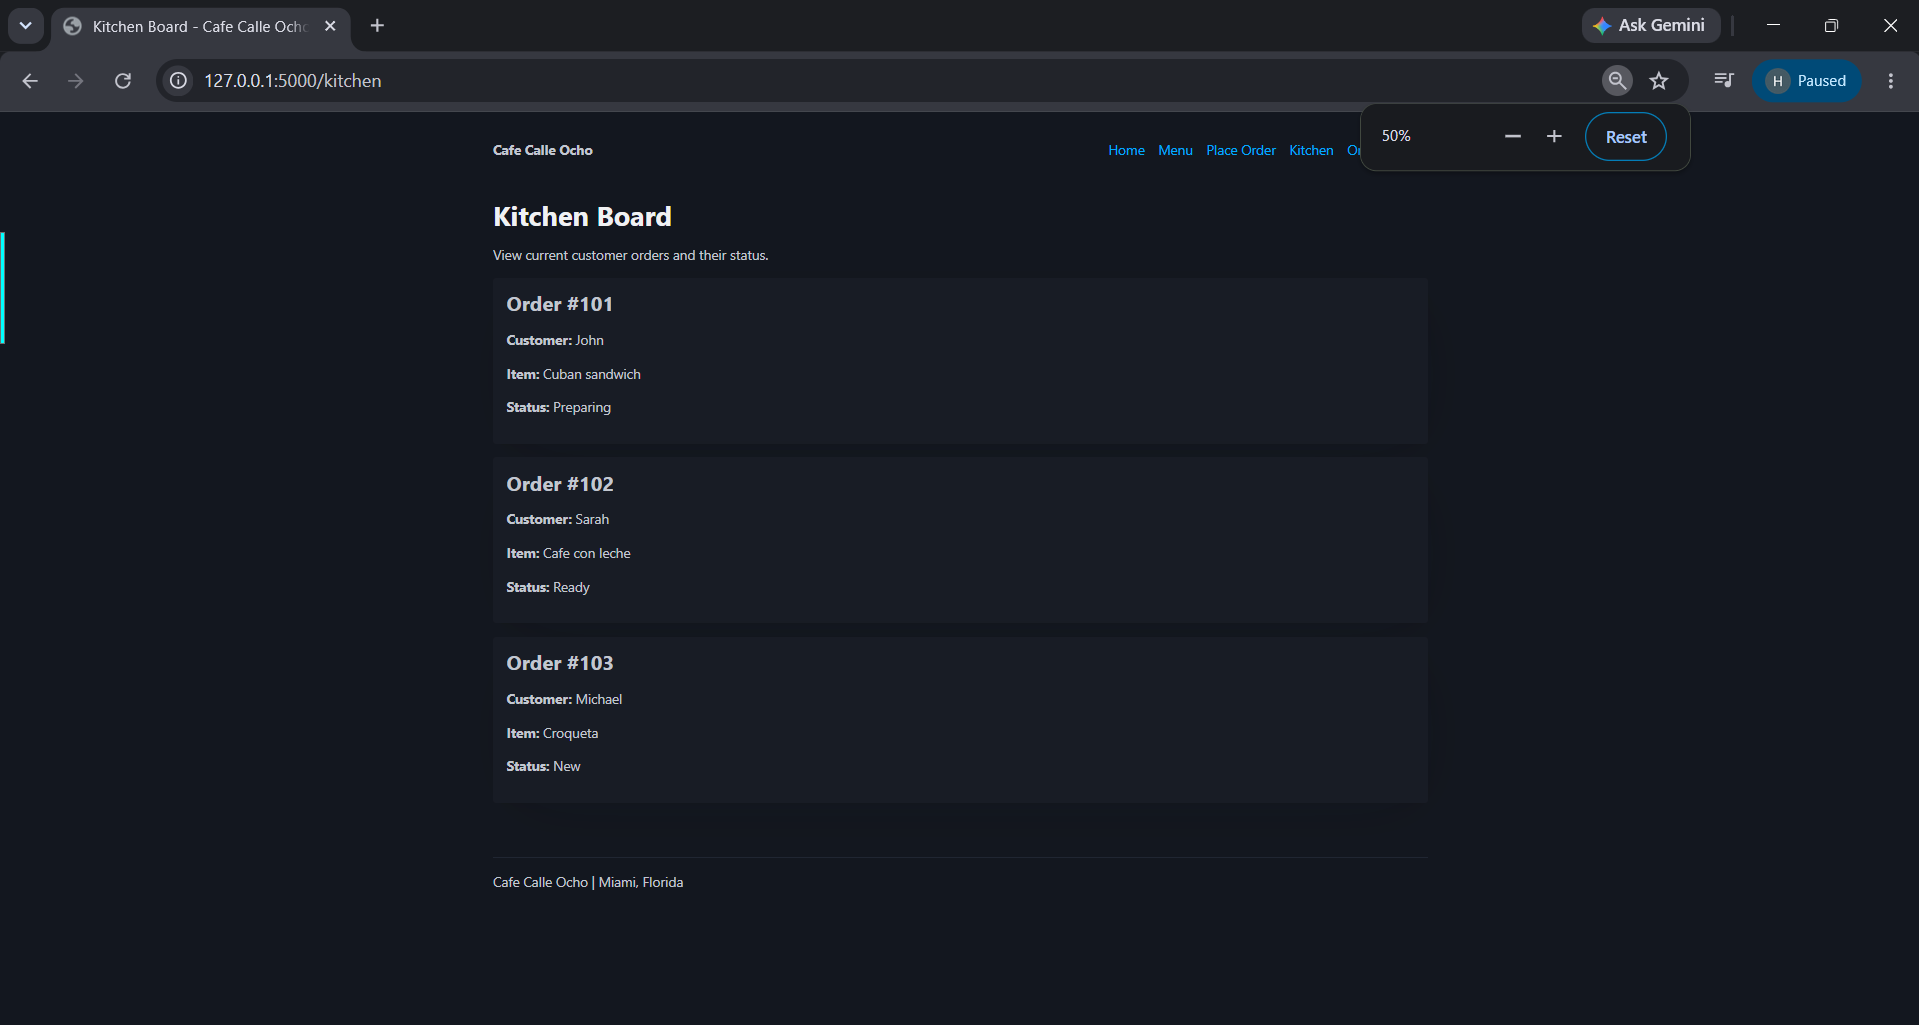 Kitchen Board - Cafe Calle Ocho
Ask Gemini
127.0.0.1:5000/kitchen
H Paused
50%
Reset
Cafe Calle Ocho
Home Menu Place Order Kitchen
Kitchen Board
View current customer orders and their status.
Order #101
Customer: John
Item: Cuban sandwich
Status: Preparing
Order #102
Customer: Sarah
Item: Cafe con leche
Status: Ready
Order #103
Customer: Michael
Item: Croqueta
Status: New
Cafe Calle Ocho | Miami, Florida